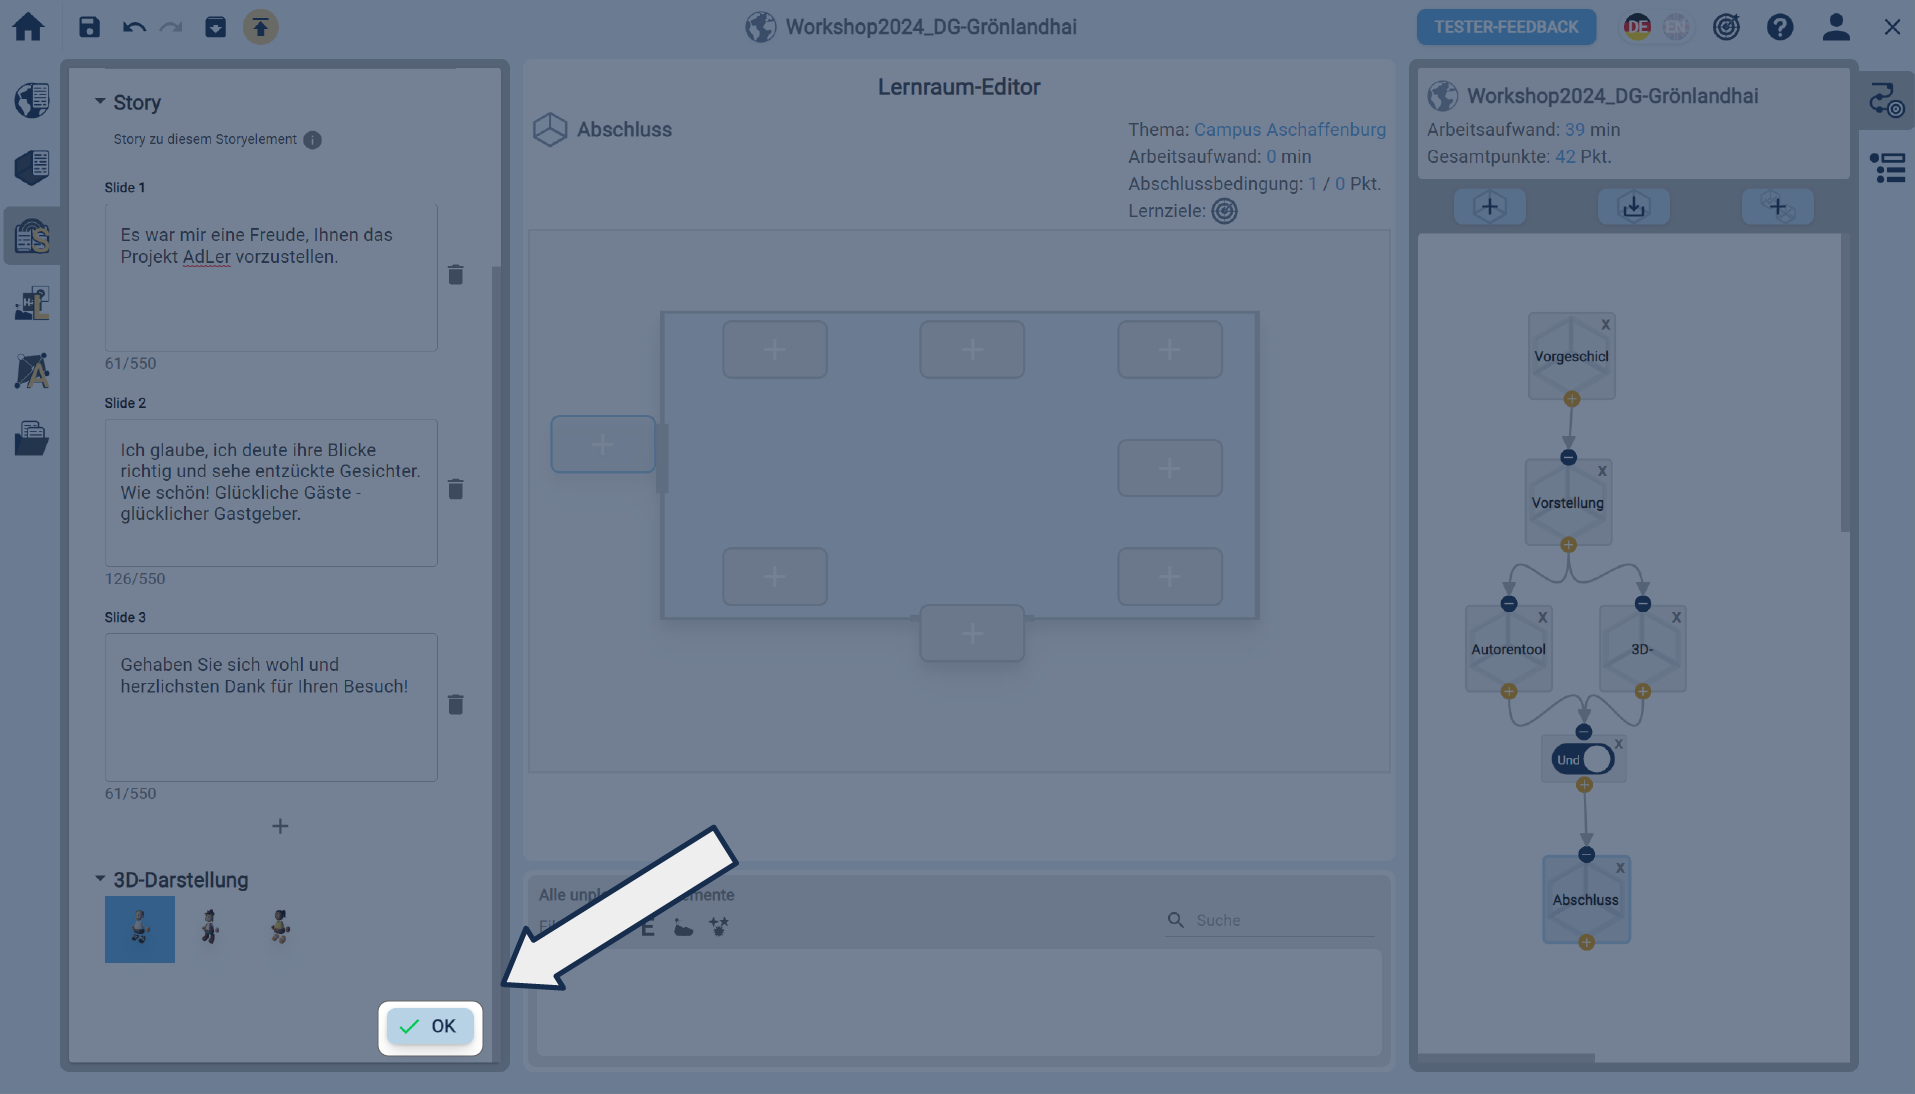 Workshop2024_DG-Grönlandhai
TESTER-FEEDBACK
DE
EN
Story
Story zu diesem Storyelement
Slide 1
Es war mir eine Freude, Ihnen das
Projekt AdLer vorzustellen.
61/550
Slide 2
Ich glaube, ich deute ihre Blicke
richtig und sehe entzückte Gesichter.
Wie schön! Glückliche Gäste -
glücklicher Gastgeber.
126/550
Slide 3
Gehaben Sie sich wohl und
herzlichsten Dank für Ihren Besuch!
61/550
3D-Darstellung
OK
Lernraum-Editor
Abschluss
Thema: Campus Aschaffenburg
Arbeitsaufwand: 0 min
Abschlussbedingung: 1 / 0 Pkt.
Lernziele:
Alle
E
Suche
Workshop2024_DG-Grönlandhai
Arbeitsaufwand: 39 min
Gesamtpunkte: 42 Pkt.
X
Vorgeschicl
X
Vorstellung
X
Autorentool
X
3D-
X
Und
X
Abschluss